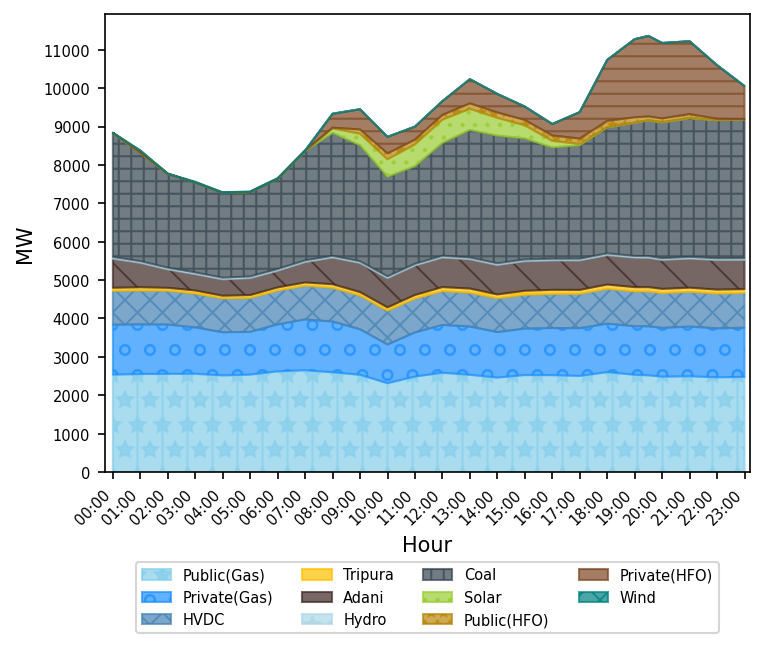 MW
11000
10000
9000
8000
7000
6000
5000
4000
3000
2000
1000
0
00:00 01:00 02:00 03:00 04:00 05:00 06:00 07:00 08:00 09:00 10:00 11:00 12:00 13:00 14:00 15:00 16:00 17:00 18:00 19:00 20:00 21:00 22:00 23:00
Hour
Public(Gas) Tripura Coal Private(HFO)
Private(Gas) Adani Solar Wind
HVDC Hydro Public(HFO)